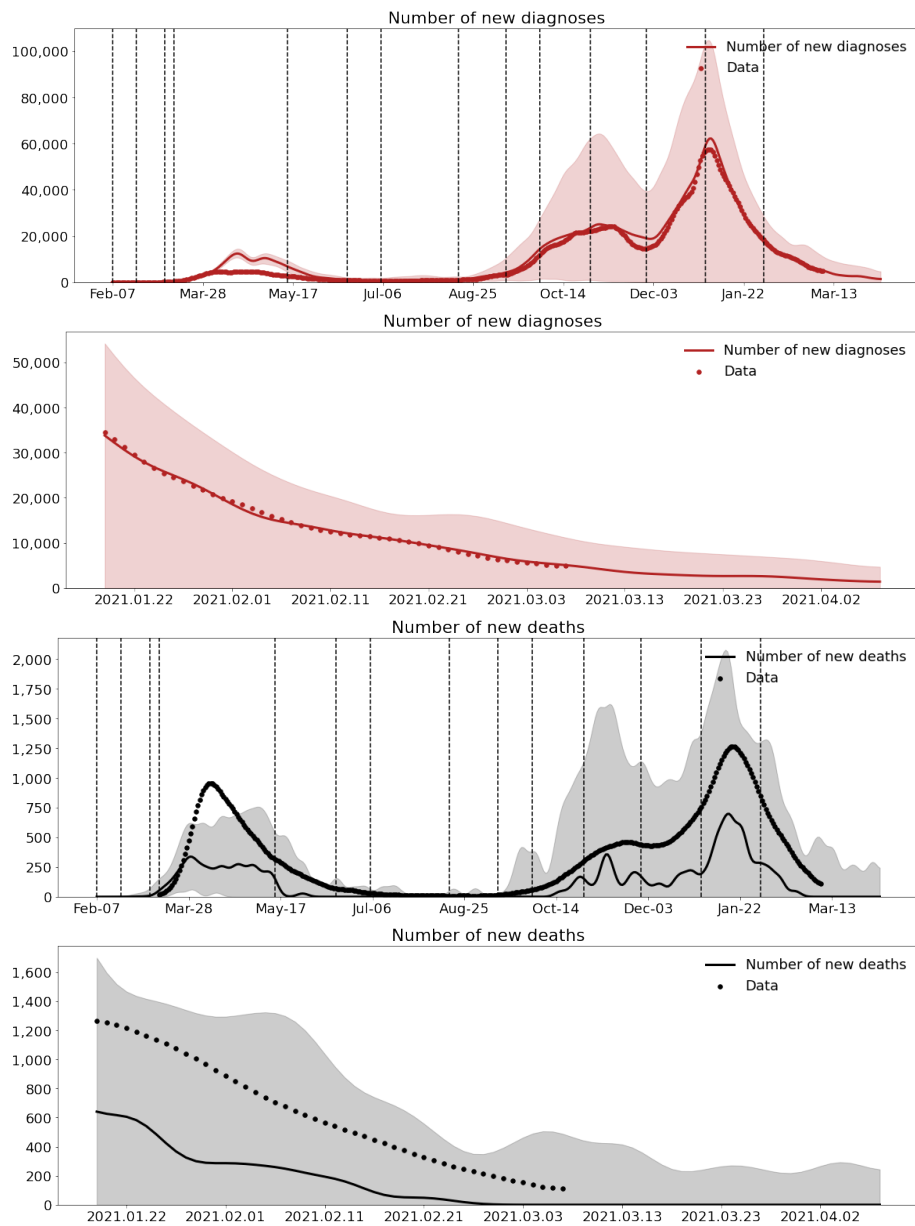 Number of new diagnoses
100,000
80,000
60,000
40,000
20,000
0
Number of new diagnoses
Data
Feb-07 Mar-28 May-17 Jul-06 Aug-25 Oct-14 Dec-03 Jan-22 Mar-13
Number of new diagnoses
50,000
40,000
30,000
20,000
10,000
0
Number of new diagnoses
Data
2021.01.22 2021.02.01 2021.02.11 2021.02.21 2021.03.03 2021.03.13 2021.03.23 2021.04.02
Number of new deaths
2,000
1,750
1,500
1,250
1,000
750
500
250
0
Number of new deaths
Data
Feb-07 Mar-28 May-17 Jul-06 Aug-25 Oct-14 Dec-03 Jan-22 Mar-13
Number of new deaths
1,600
1,400
1,200
1,000
800
600
400
200
0
Number of new deaths
Data
2021.01.22 2021.02.01 2021.02.11 2021.02.21 2021.03.03 2021.03.13 2021.03.23 2021.04.02